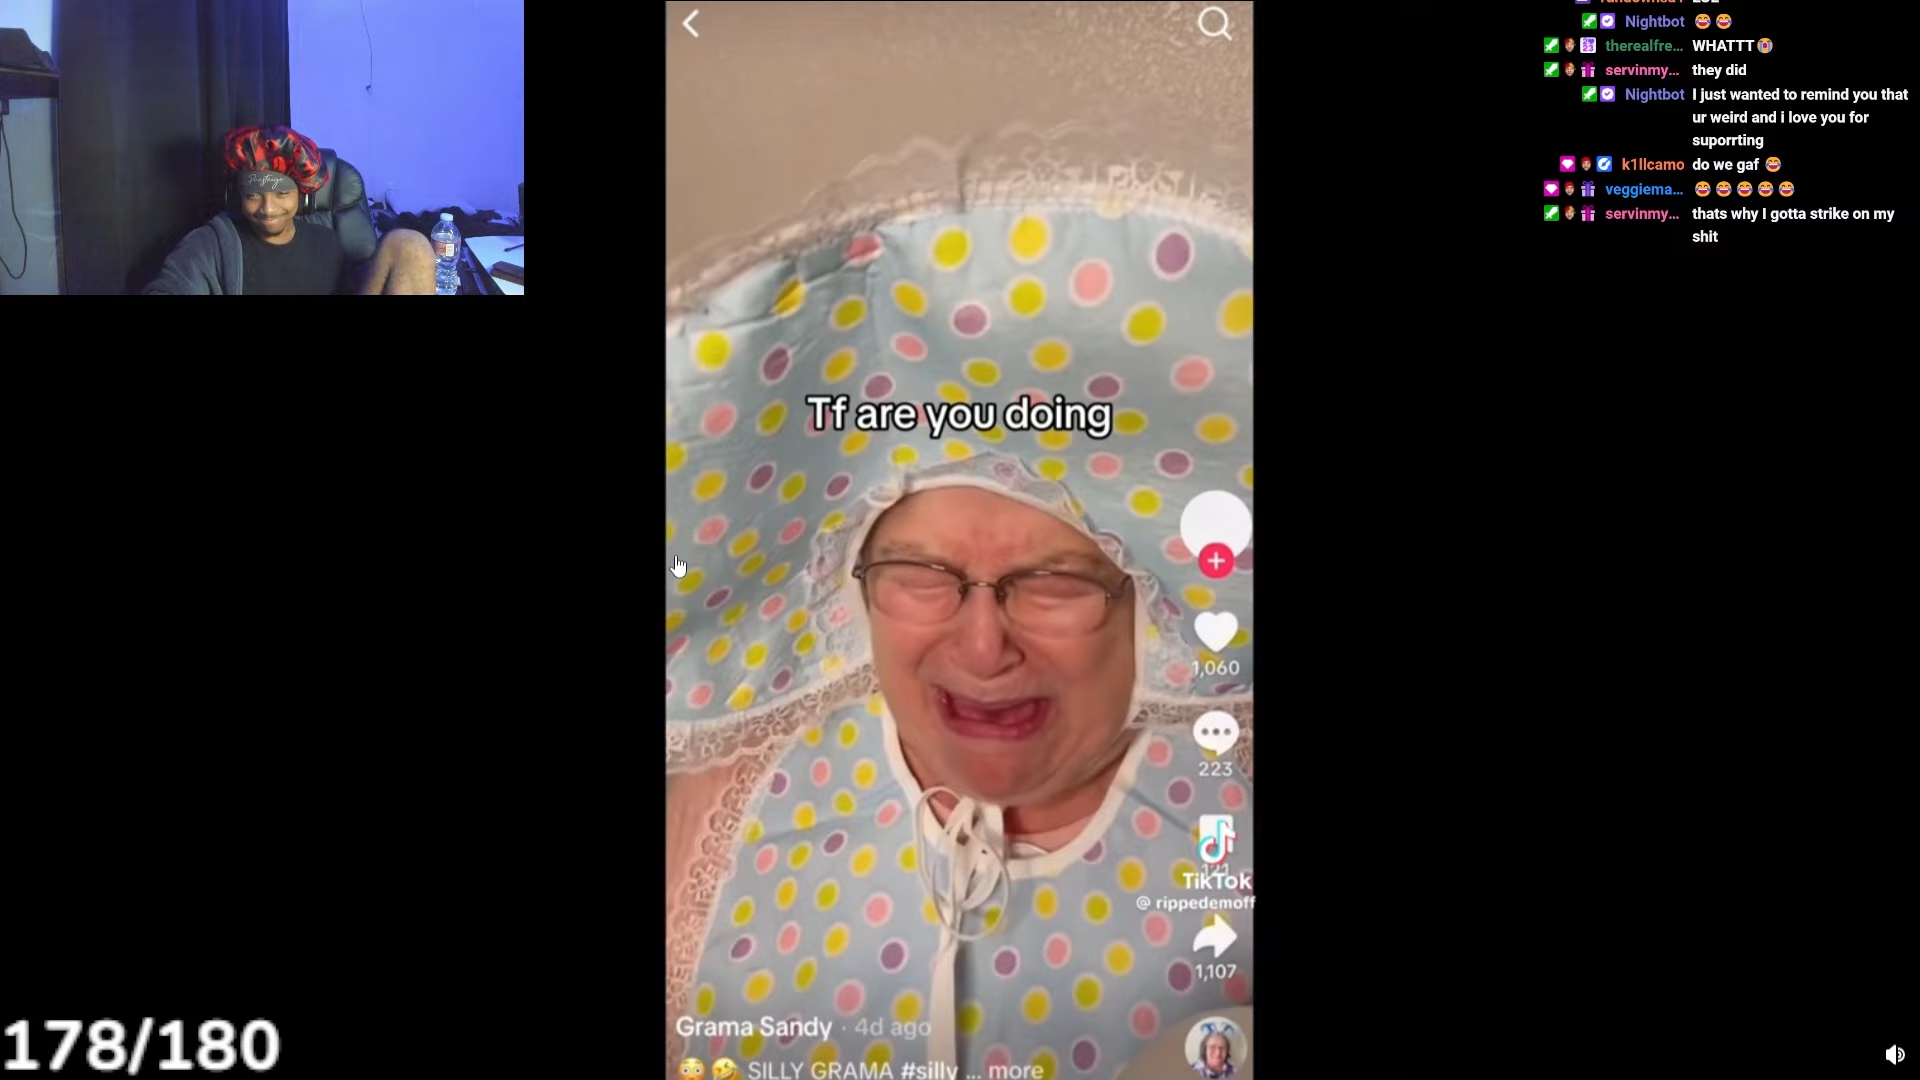 Nightbot 😂 😂
therealfre... WHATTT 😭
servinmy... they did
Nightbot I just wanted to remind you that
ur weird and i love you for
suporrting
k1llcamo do we gaf 😂
veggiema... 😂 😂 😂 😂 😂
servinmy... thats why I gotta strike on my
shit
Prestige
Tf are you doing
1,060
223
121
TikTok
@ rippedemoff
1,107
Grama Sandy · 4d ago
😳 🤣 SILLY GRAMA #silly ... more
178/180